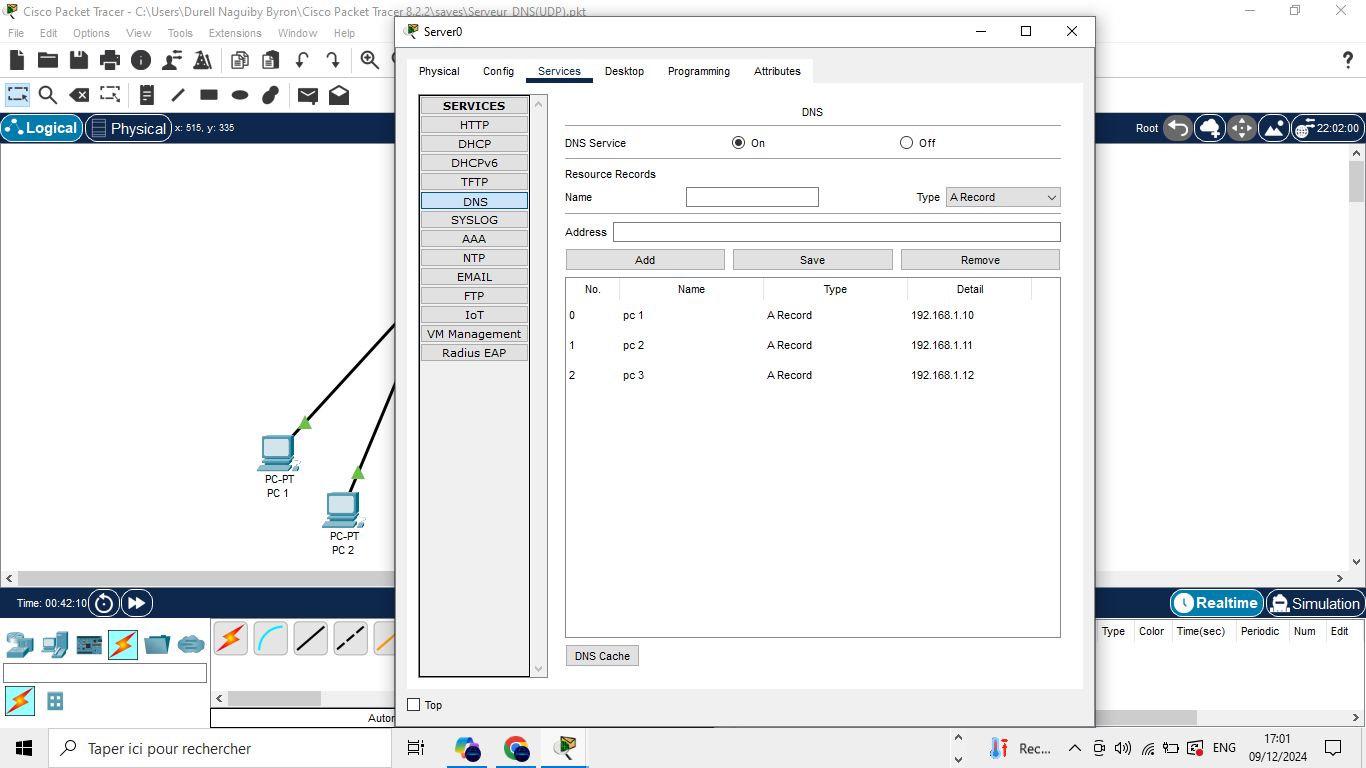 Cisco Packet Tracer - C:\Users\Durell Naguiby Byron\Cisco Packet Tracer 8.2.2\saves\Serveur DNS(UDP).pkt
File Edit Options View Tools Extensions Window Help
Logical Physical x: 515, y: 335
Root 22:02:00
PC-PT
PC 1
PC-PT
PC 2
Server0
Physical Config Services Desktop Programming Attributes
SERVICES
HTTP
DHCP
DHCPv6
TFTP
DNS
SYSLOG
AAA
NTP
EMAIL
FTP
IoT
VM Management
Radius EAP
DNS
DNS Service On Off
Resource Records
Name Type A Record
Address
Add Save Remove
No. Name Type Detail
0 pc 1 A Record 192.168.1.10
1 pc 2 A Record 192.168.1.11
2 pc 3 A Record 192.168.1.12
DNS Cache
Top
Time: 00:42:10
Realtime Simulation
Type Color Time(sec) Periodic Num Edit
Autor
Taper ici pour rechercher
Rec...
ENG
17:01
09/12/2024